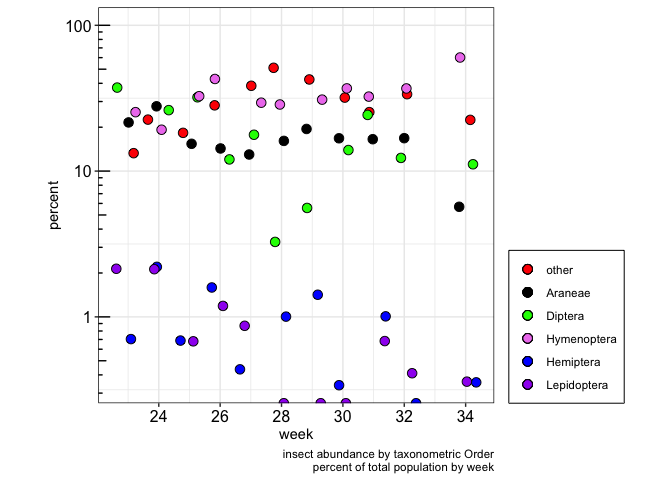 100
10
1
percent
24 26 28 30 32 34
week
other
Araneae
Diptera
Hymenoptera
Hemiptera
Lepidoptera
insect abundance by taxonometric Order
percent of total population by week